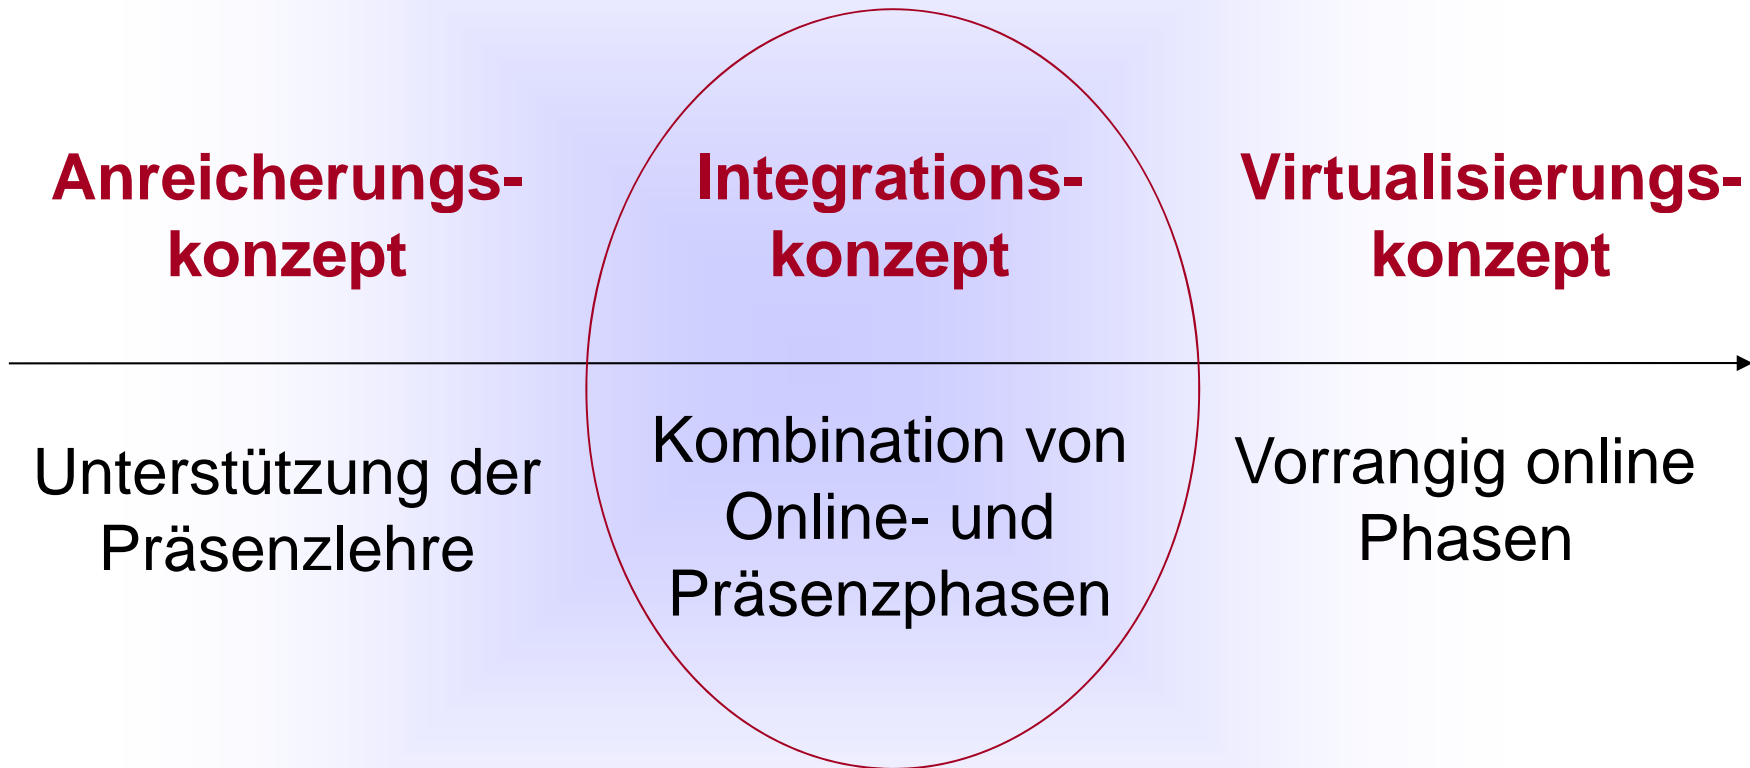 Anreicherungs-
konzept
Integrations-
konzept
Virtualisierungs-
konzept
Unterstützung der
Präsenzlehre
Kombination von
Online- und
Präsenzphasen
Vorrangig online
Phasen